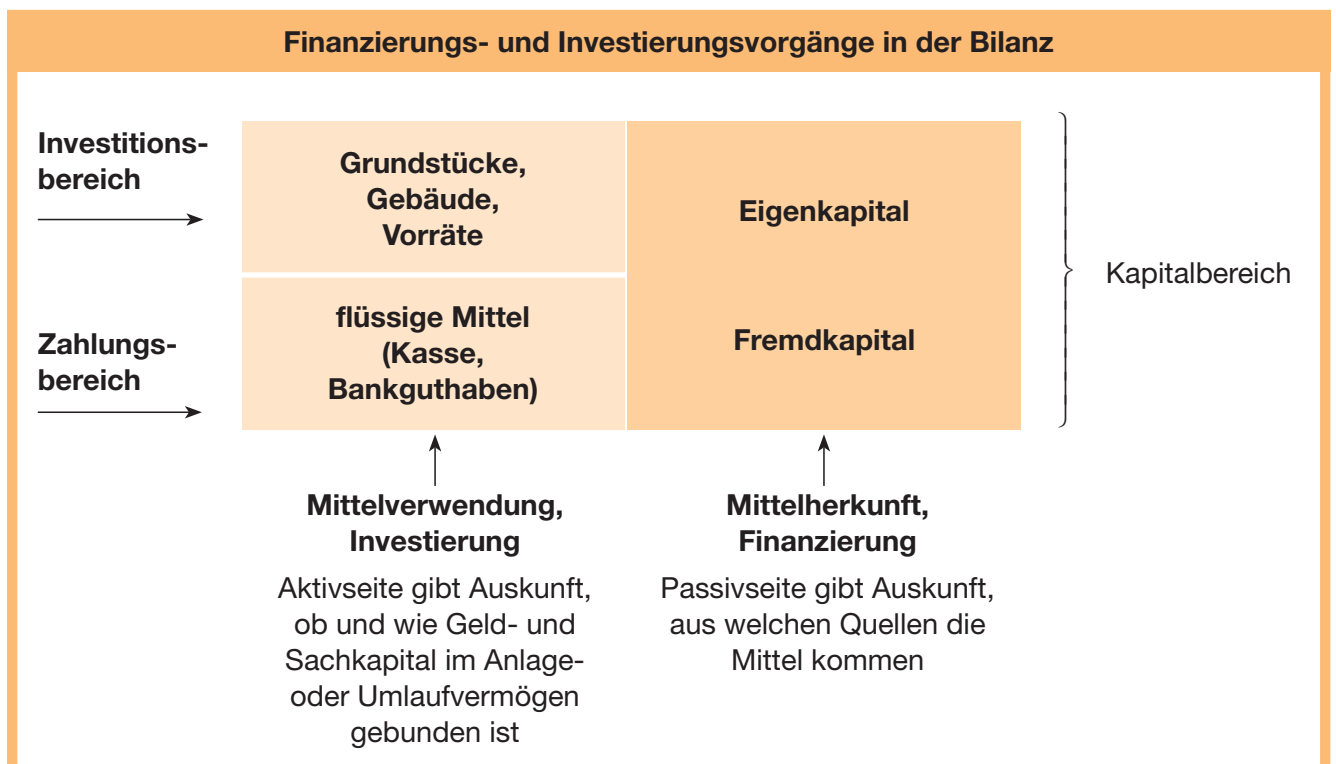 Finanzierungs- und Investierungsvorgänge in der Bilanz
Investitions-
bereich
Grundstücke,
Gebäude,
Vorräte
Eigenkapital
Kapitalbereich
Zahlungs-
bereich
flüssige Mittel
(Kasse,
Bankguthaben)
Fremdkapital
Mittelverwendung,
Investierung
Aktivseite gibt Auskunft,
ob und wie Geld- und
Sachkapital im Anlage-
oder Umlaufvermögen
gebunden ist
Mittelherkunft,
Finanzierung
Passivseite gibt Auskunft,
aus welchen Quellen die
Mittel kommen